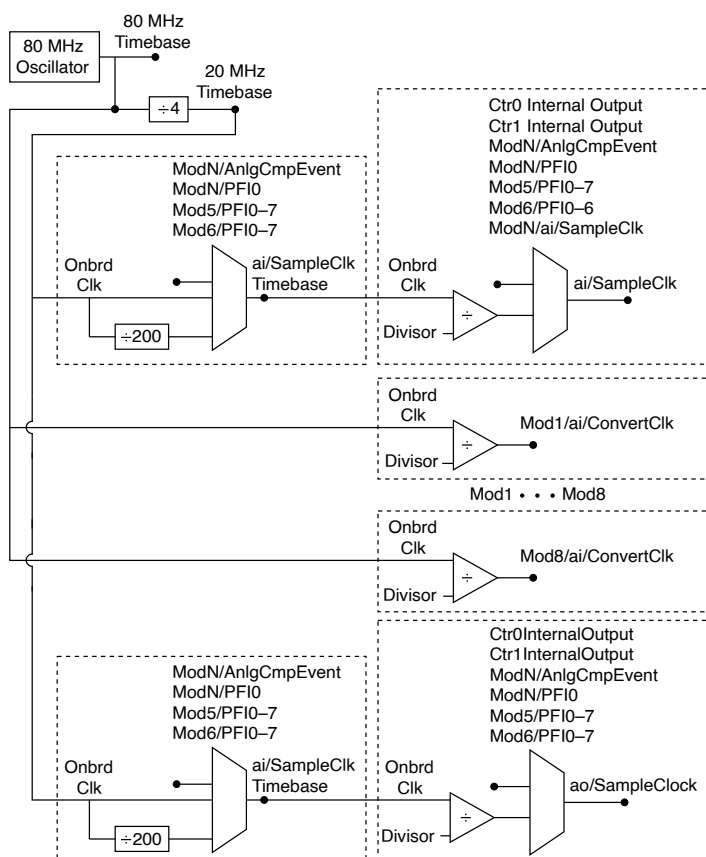 80 MHz
Oscillator
80 MHz
Timebase
÷4
20 MHz
Timebase
ModN/AnlgCmpEvent
ModN/PFI0
Mod5/PFI0–7
Mod6/PFI0–7
Onbrd
Clk
÷200
ai/SampleClk
Timebase
Ctr0 Internal Output
Ctr1 Internal Output
ModN/AnlgCmpEvent
ModN/PFI0
Mod5/PFI0–7
Mod6/PFI0–6
ModN/ai/SampleClk
Onbrd
Clk
÷
Divisor
ai/SampleClk
Onbrd
Clk
÷
Divisor
Mod1/ai/ConvertClk
Mod1 • • • Mod8
Onbrd
Clk
÷
Divisor
Mod8/ai/ConvertClk
ModN/AnlgCmpEvent
ModN/PFI0
Mod5/PFI0–7
Mod6/PFI0–7
Onbrd
Clk
÷200
ai/SampleClk
Timebase
Ctr0InternalOutput
Ctr1InternalOutput
ModN/AnlgCmpEvent
ModN/PFI0
Mod5/PFI0–7
Mod6/PFI0–7
Onbrd
Clk
÷
Divisor
ao/SampleClock